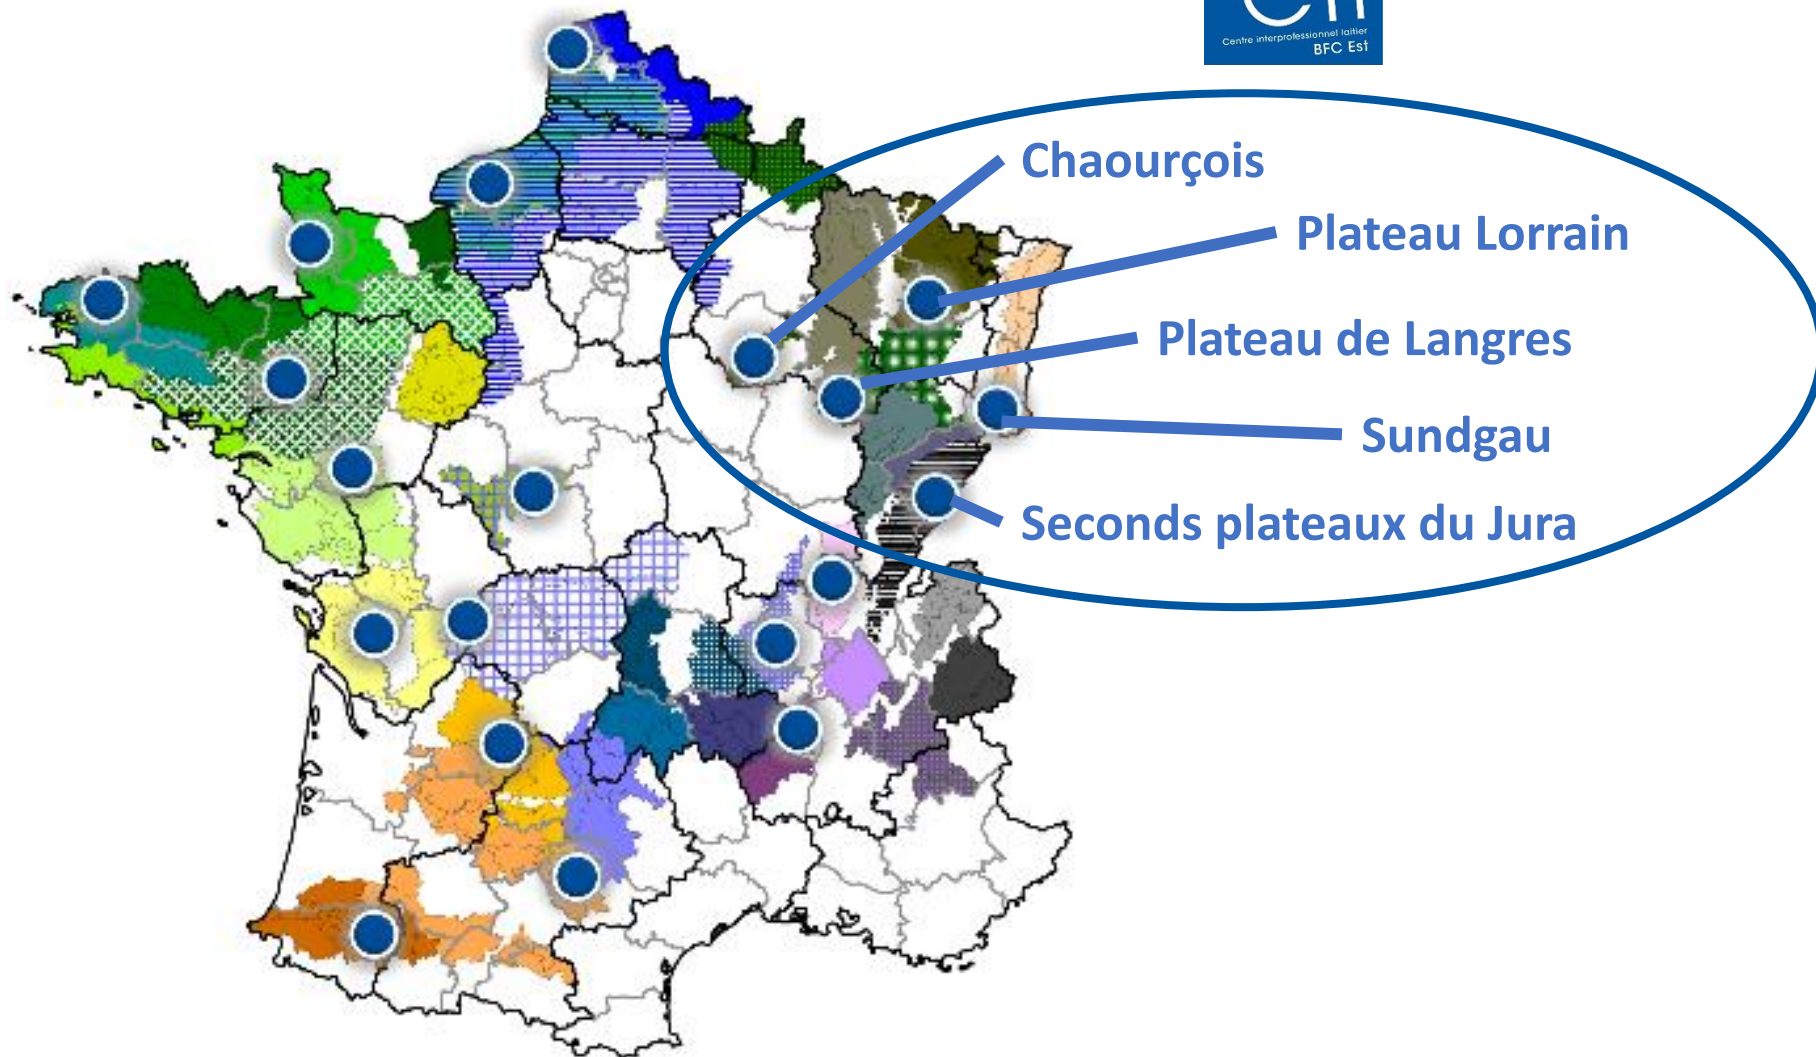 Centre interprofessionnel laitier
BFC Est
Chaourçois
Plateau Lorrain
Plateau de Langres
Sundgau
Seconds plateaux du Jura